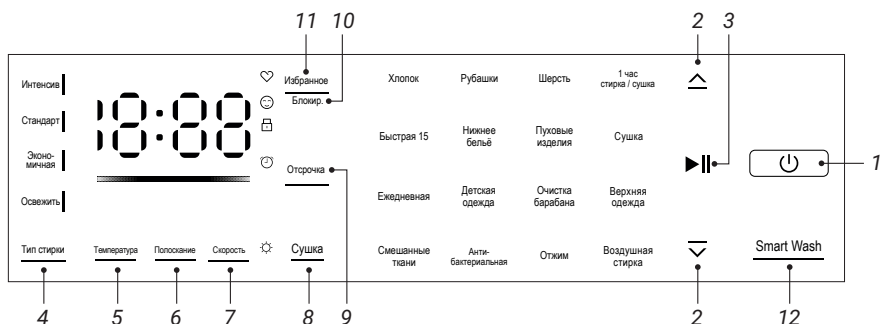 11 10 2 3
Интенсив
Стандарт
Эконо-
мичная
Освежить
18:88
Избранное
Блокир.
Отсрочка
Хлопок Рубашки Шерсть 1 час
стирка / сушка
Быстрая 15 Нижнее
бельё Пуховые
изделия Сушка
Ежедневная Детская
одежда Очистка
барабана Верхняя
одежда
Смешанные
ткани Анти-
бактериальная Отжим Воздушная
стирка
1
Тип стирки Температура Полоскание Скорость Сушка Smart Wash
4 5 6 7 8 9 2 12